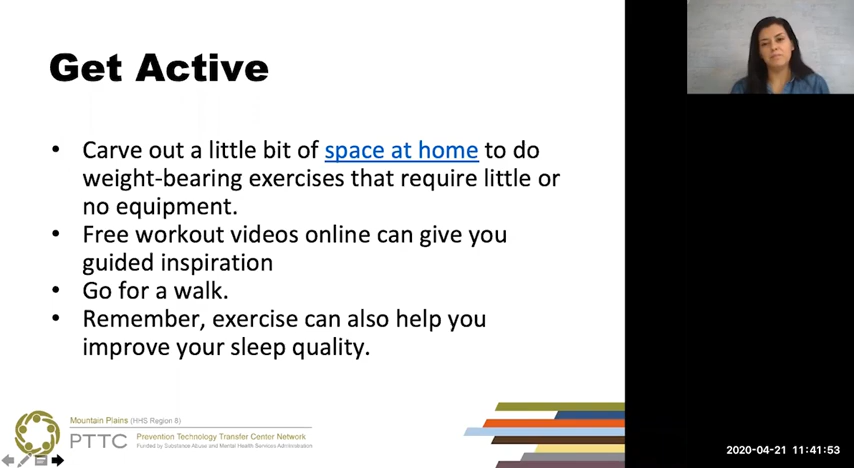 Get Active
• Carve out a little bit of space at home to do
weight-bearing exercises that require little or
no equipment.
• Free workout videos online can give you
guided inspiration
• Go for a walk.
• Remember, exercise can also help you
improve your sleep quality.
Mountain Plains (HHS Region 8)
PTTC Prevention Technology Transfer Center Network
Funded by Substance Abuse and Mental Health Services Administration
2020-04-21 11:41:53